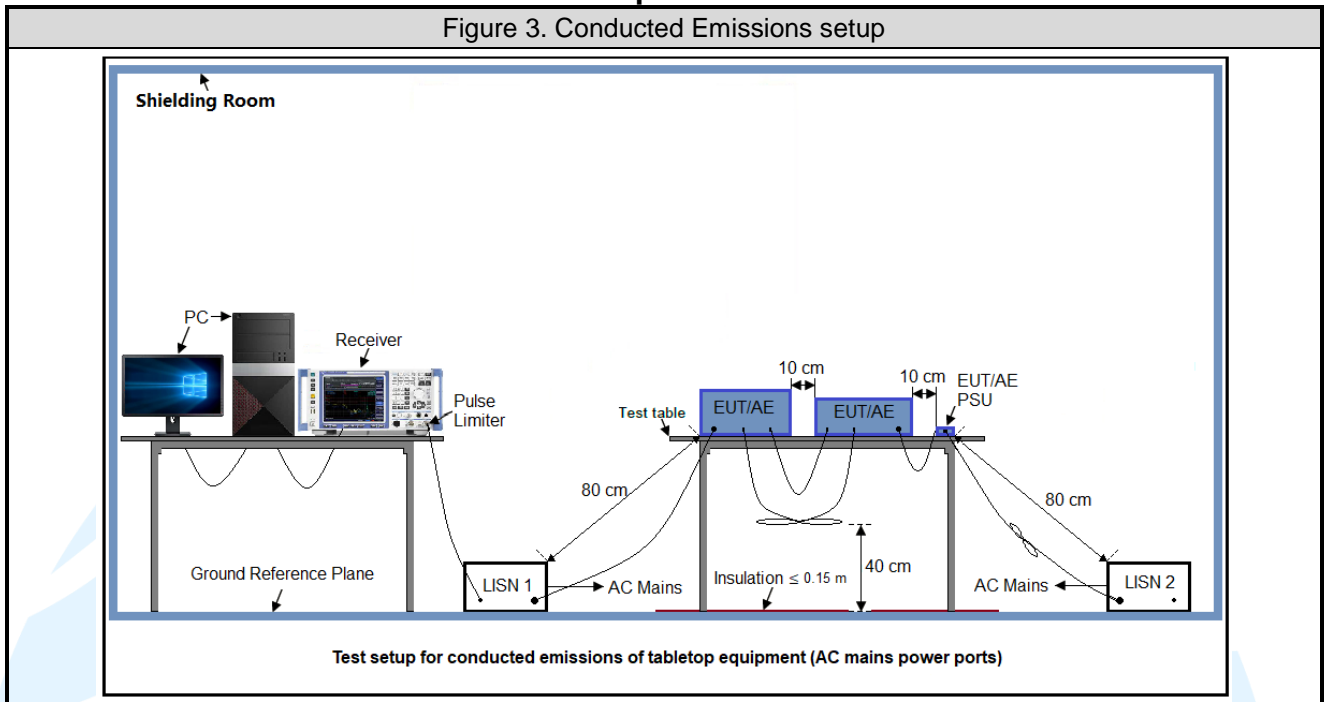 Figure 3. Conducted Emissions setup
Shielding Room
PC
Receiver
Pulse
Limiter
10 cm
10 cm
EUT/AE
PSU
Test table
EUT/AE
EUT/AE
80 cm
80 cm
40 cm
Ground Reference Plane
LISN 1
AC Mains
Insulation ≤ 0.15 m
AC Mains
LISN 2
Test setup for conducted emissions of tabletop equipment (AC mains power ports)